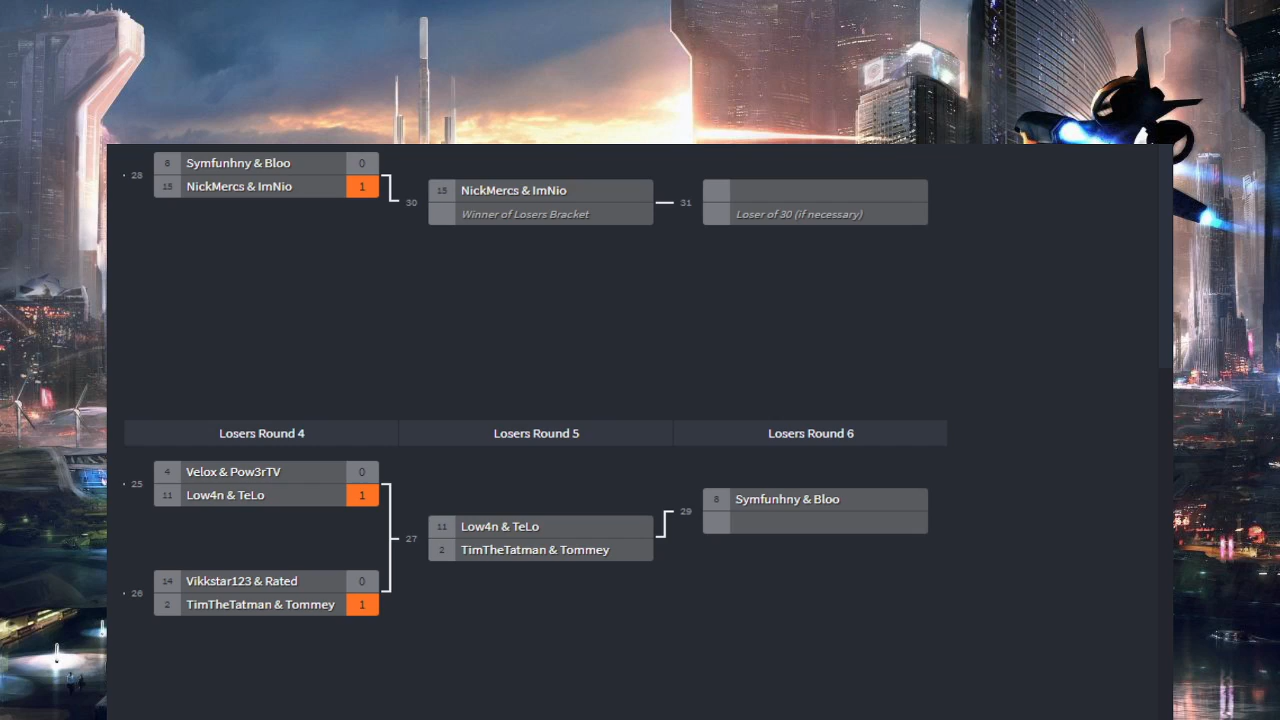 28
8 Symfunhny & Bloo 0
15 NickMercs & ImNio 1
30
15 NickMercs & ImNio
Winner of Losers Bracket
31
Loser of 30 (if necessary)
Losers Round 4 Losers Round 5 Losers Round 6
25
4 Velox & Pow3rTV 0
11 Low4n & TeLo 1
27
11 Low4n & TeLo
2 TimTheTatman & Tommey
29
8 Symfunhny & Bloo
26
14 Vikkstar123 & Rated 0
2 TimTheTatman & Tommey 1